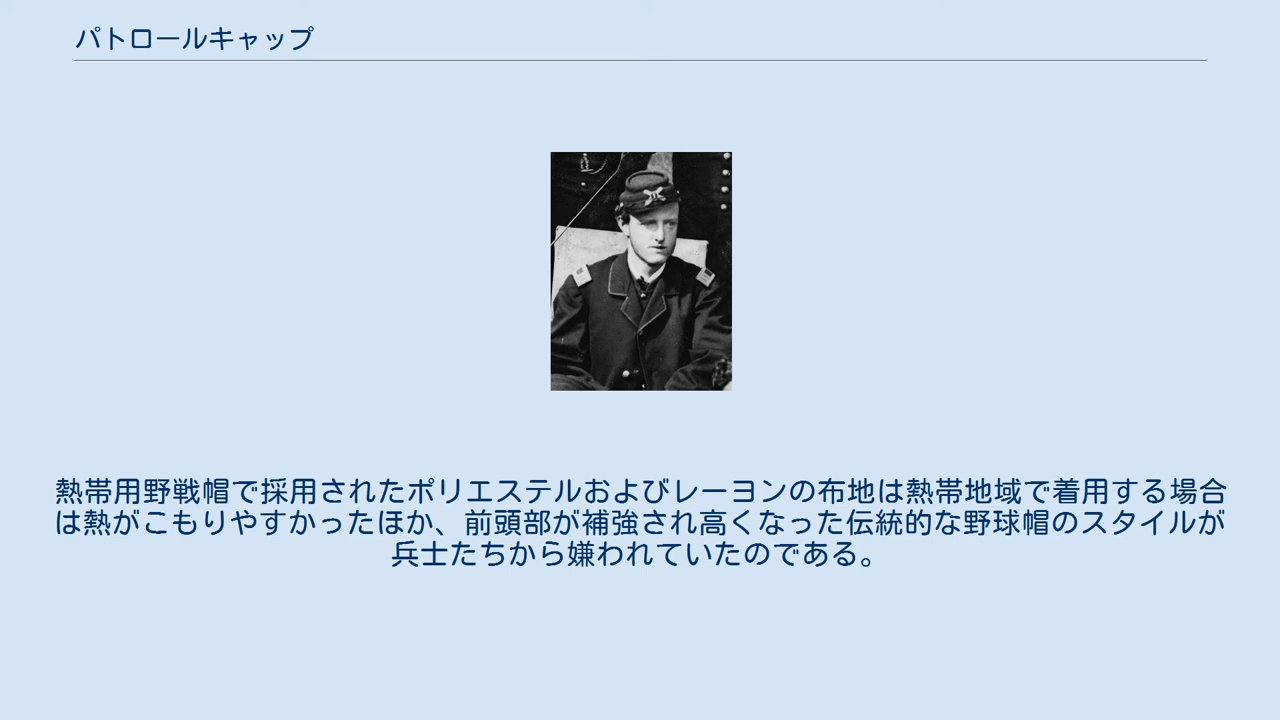 パトロールキャップ
熱帯用野戦帽で採用されたポリエステルおよびレーヨンの布地は熱帯地域で着用する場合
は熱がこもりやすかったほか、前頭部が補強され高くなった伝統的な野球帽のスタイルが
兵士たちから嫌われていたのである。